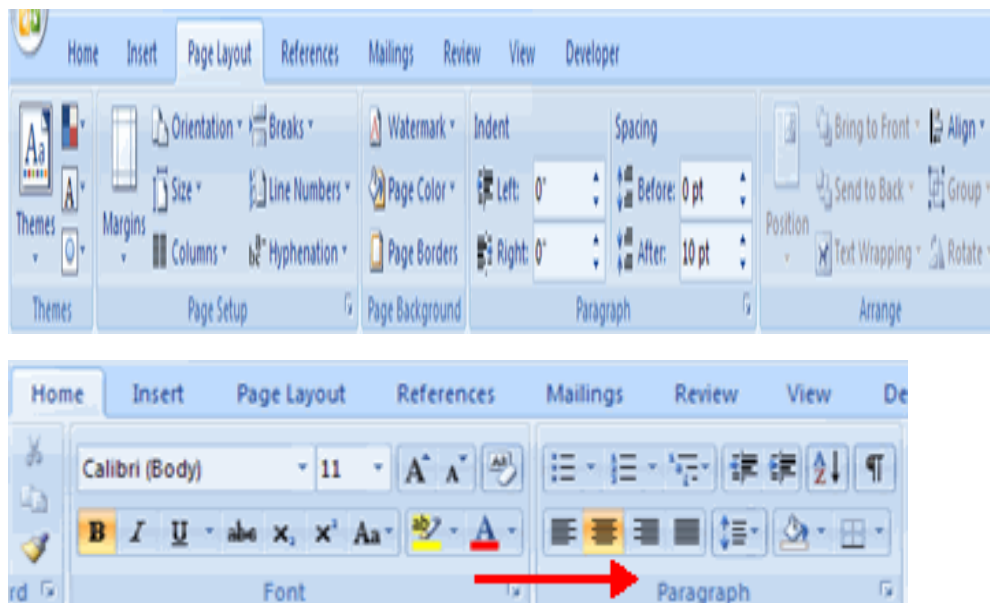 Home Insert Page Layout References Mailings Review View Developer
Orientation Breaks Watermark Indent Spacing Bring to Front Align
Size Line Numbers Page Color Left: 0" Before: 0 pt Send to Back Group
Themes Margins Columns Hyphenation Page Borders Right: 0" After: 10 pt Position Text Wrapping Rotate
Themes Page Setup Page Background Paragraph Arrange
Home Insert Page Layout References Mailings Review View De
Calibri (Body) 11 A A Aa
B I U abc x, x² Aa ab A
rd Font Paragraph